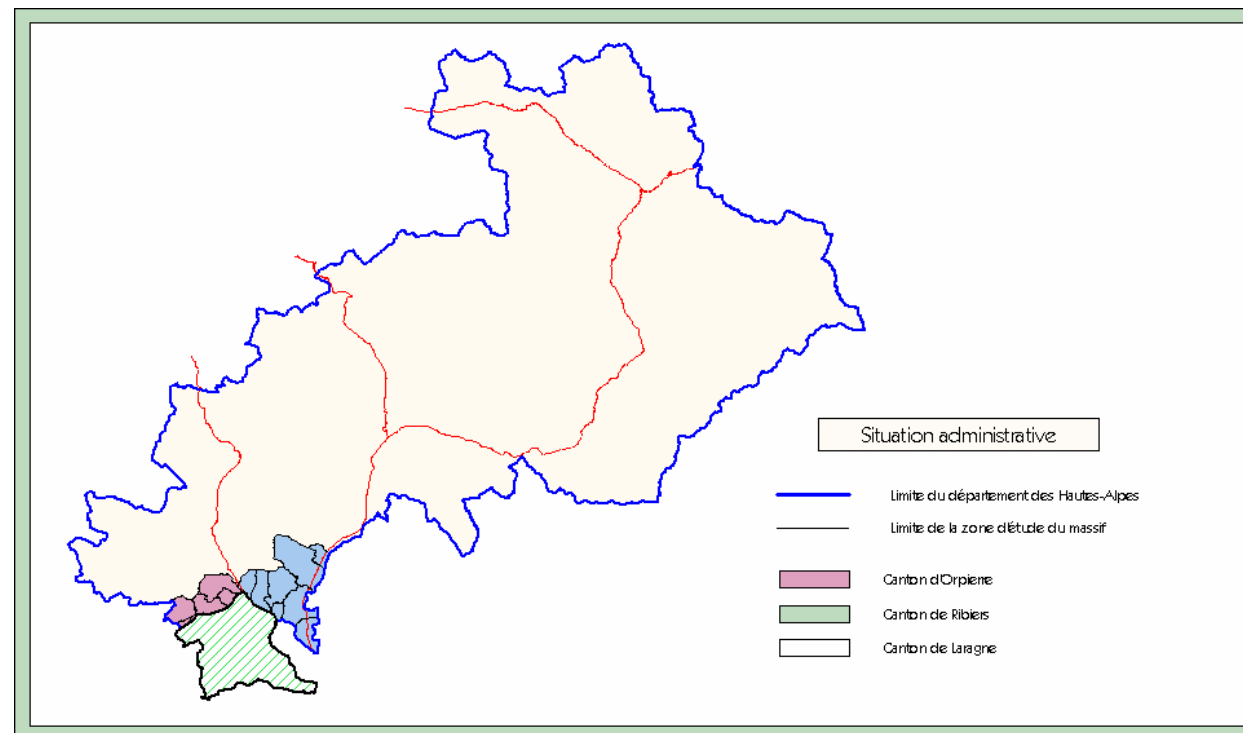 Situation administrative
Limite du département des Hautes-Alpes
Limite de la zone d'étude du massif
Canton d'Orpierre
Canton de Ribiers
Canton de Laragne